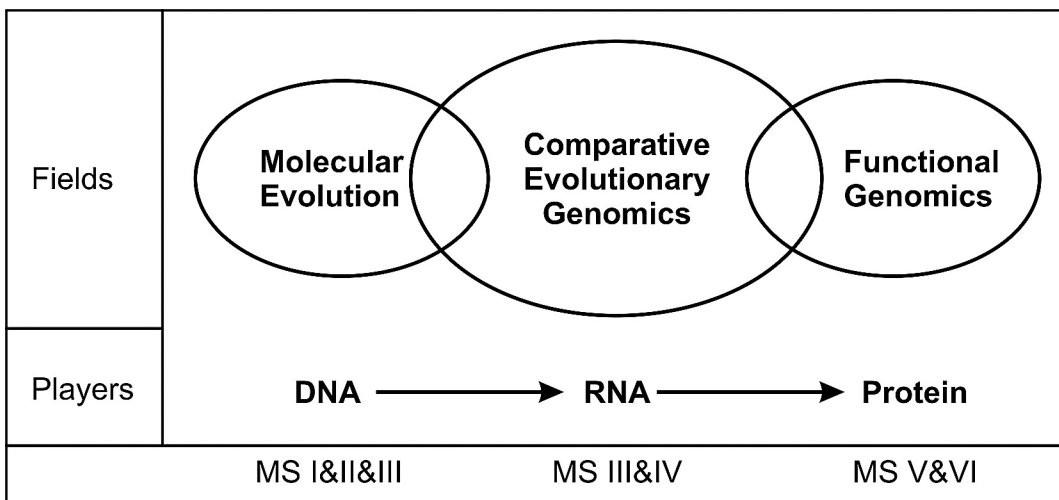 Fields
Molecular
Evolution
Comparative
Evolutionary
Genomics
Functional
Genomics
Players
DNA
RNA
Protein
MS I&II&III
MS III&IV
MS V&VI